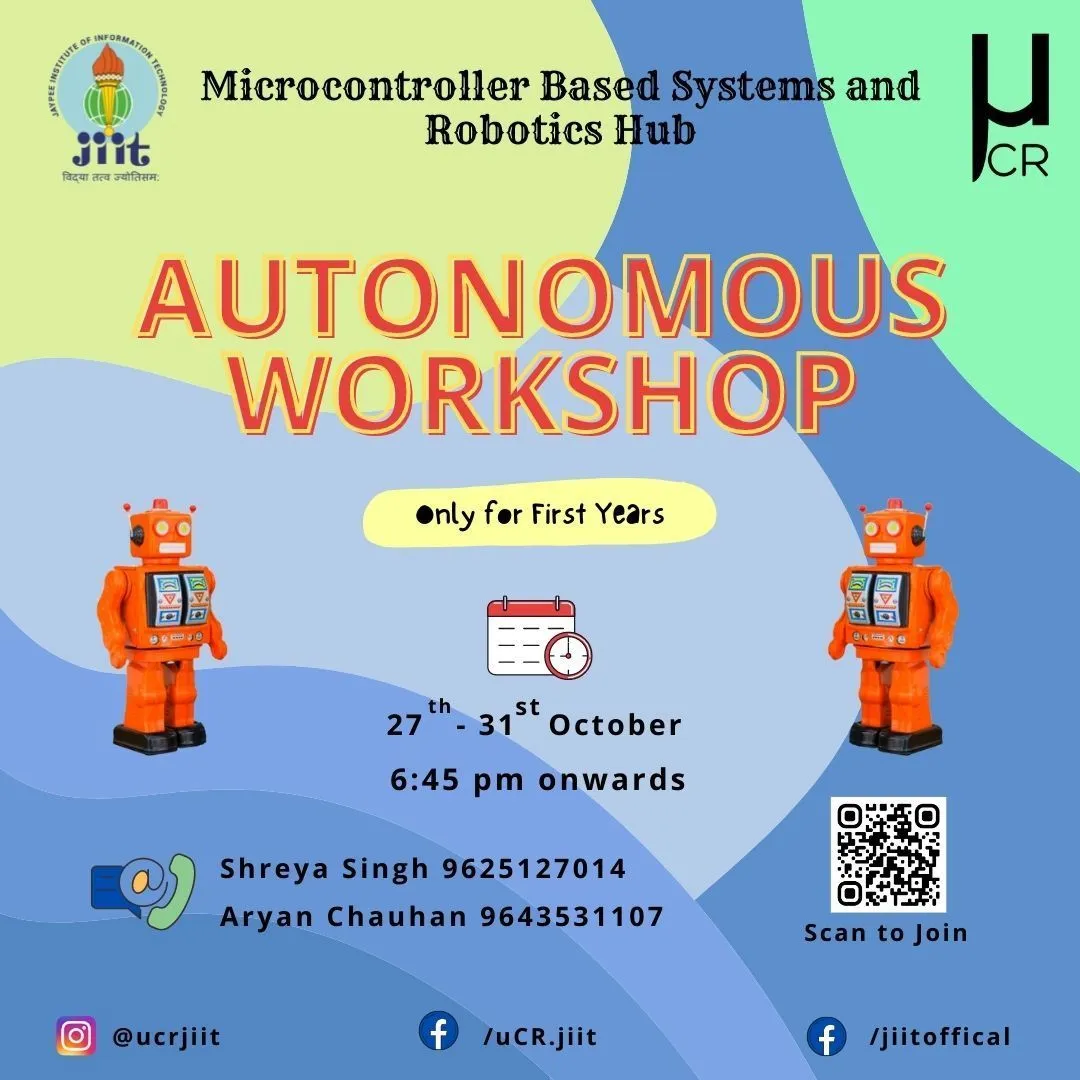 JAYPEE INSTITUTE OF INFORMATION TECHNOLOGY
jiit
विद्या तत्व ज्योतिसम:
Microcontroller Based Systems and
Robotics Hub
µ
CR
AUTONOMOUS
WORKSHOP
Only for First Years
27th - 31st October
6:45 pm onwards
Shreya Singh 9625127014
Aryan Chauhan 9643531107
Scan to Join
@ucrjiit
/uCR.jiit
/jiitoffical